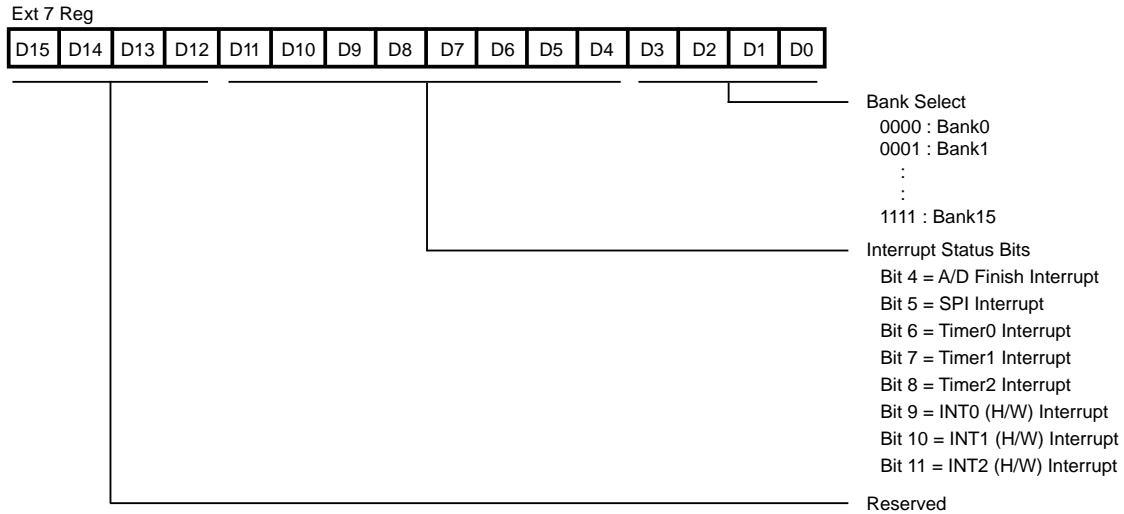 Ext 7 Reg
D15 D14 D13 D12 D11 D10 D9 D8 D7 D6 D5 D4 D3 D2 D1 D0
Bank Select
0000 : Bank0
0001 : Bank1
:
:
1111 : Bank15
Interrupt Status Bits
Bit 4 = A/D Finish Interrupt
Bit 5 = SPI Interrupt
Bit 6 = Timer0 Interrupt
Bit 7 = Timer1 Interrupt
Bit 8 = Timer2 Interrupt
Bit 9 = INT0 (H/W) Interrupt
Bit 10 = INT1 (H/W) Interrupt
Bit 11 = INT2 (H/W) Interrupt
Reserved